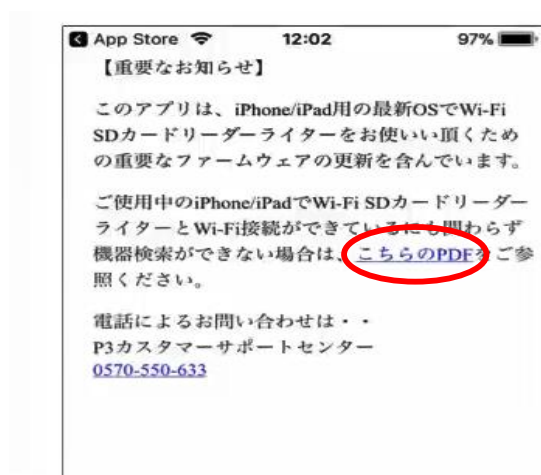 App Store 12:02 97%
【重要なお知らせ】
このアプリは、iPhone/iPad用の最新OSでWi-Fi
SDカードリーダーライターをお使いい頂くため
の重要なファームウェアの更新を含んでいます。
ご使用中のiPhone/iPadでWi-Fi SDカードリーダー
ライターとWi-Fi接続ができているにも関わらず
機器検索ができない場合は、こちらのPDFをご参
照ください。
電話によるお問い合わせは・・
P3カスタマーサポートセンター
0570-550-633